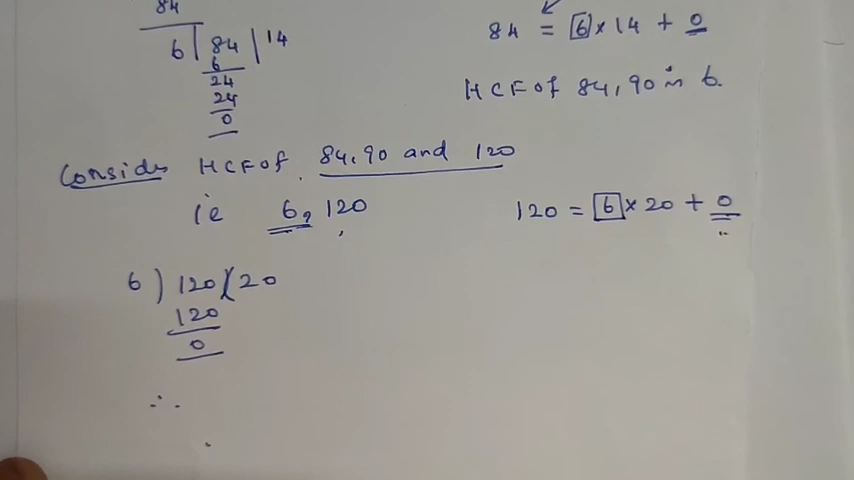 84
6 84 14
6
24
24
0
84 = 6 × 14 + 0
HCF of 84, 90 is 6.
Consider HCF of 84, 90 and 120
ie 6, 120
120 = 6 × 20 + 0
6 ) 120 ( 20
120
0
∴